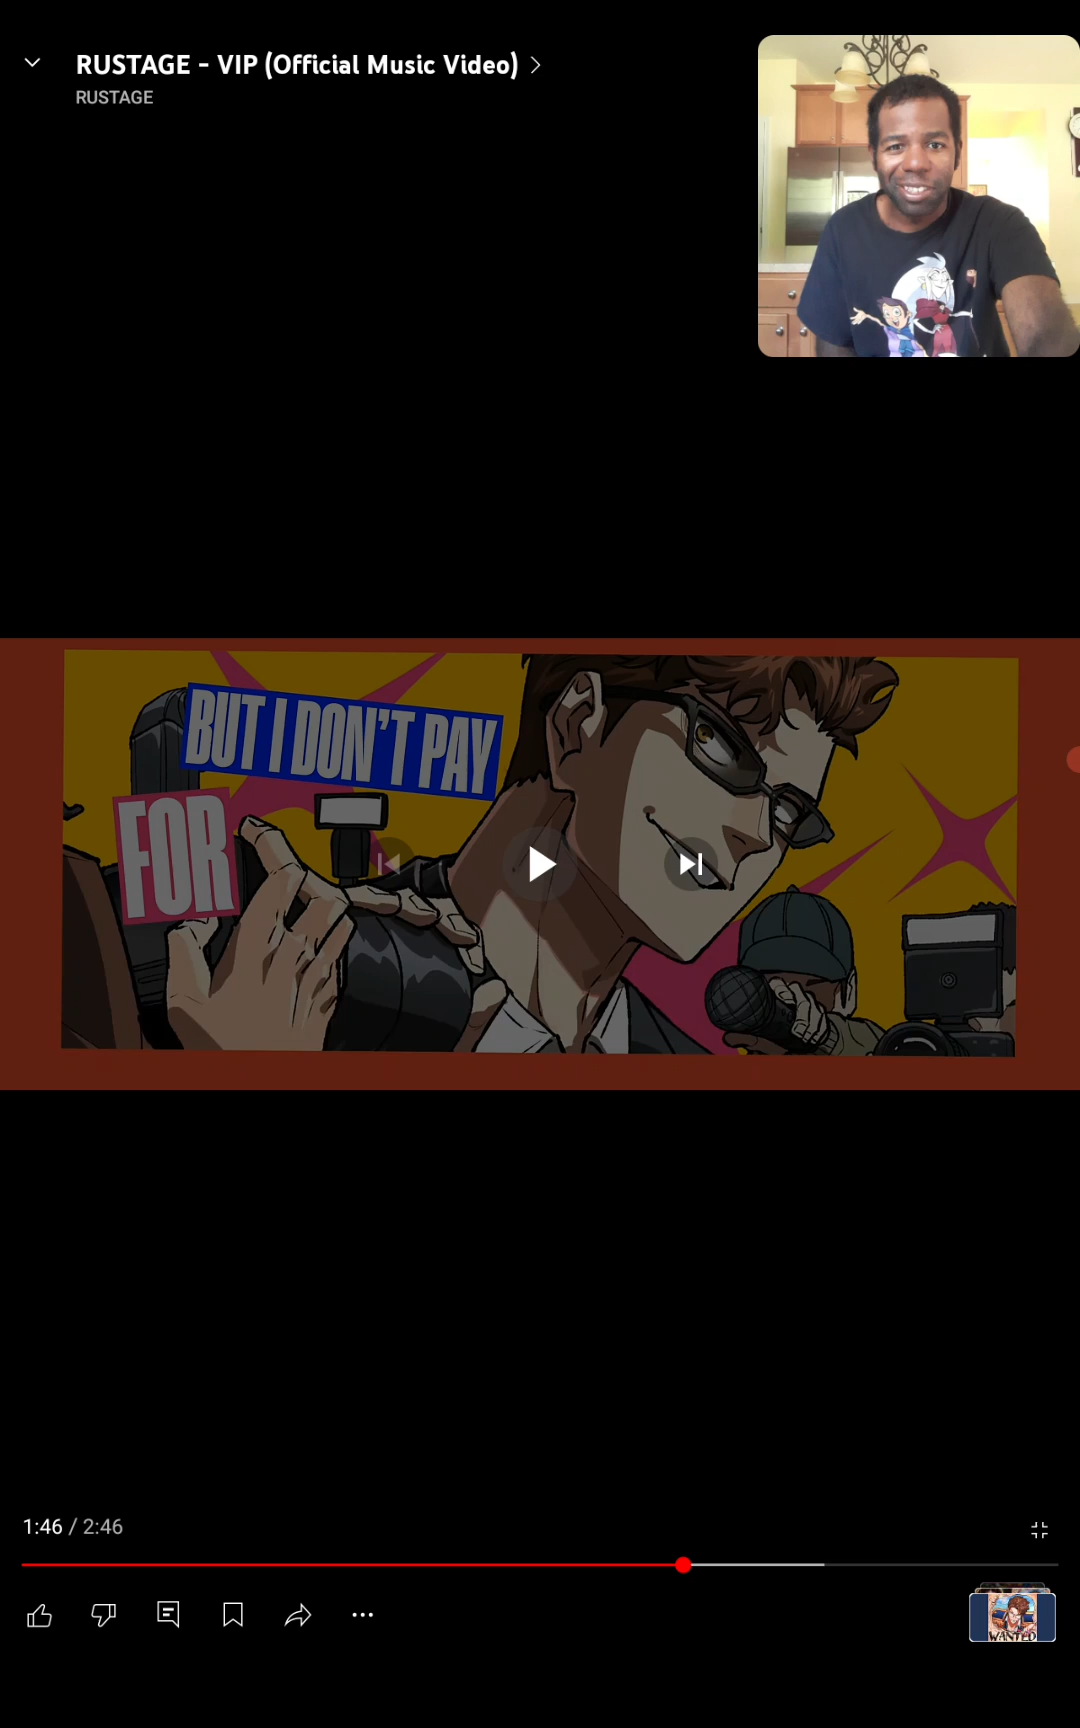 RUSTAGE - VIP (Official Music Video)
RUSTAGE
BUT I DON'T PAY
FOR
1:46 / 2:46
WANTED